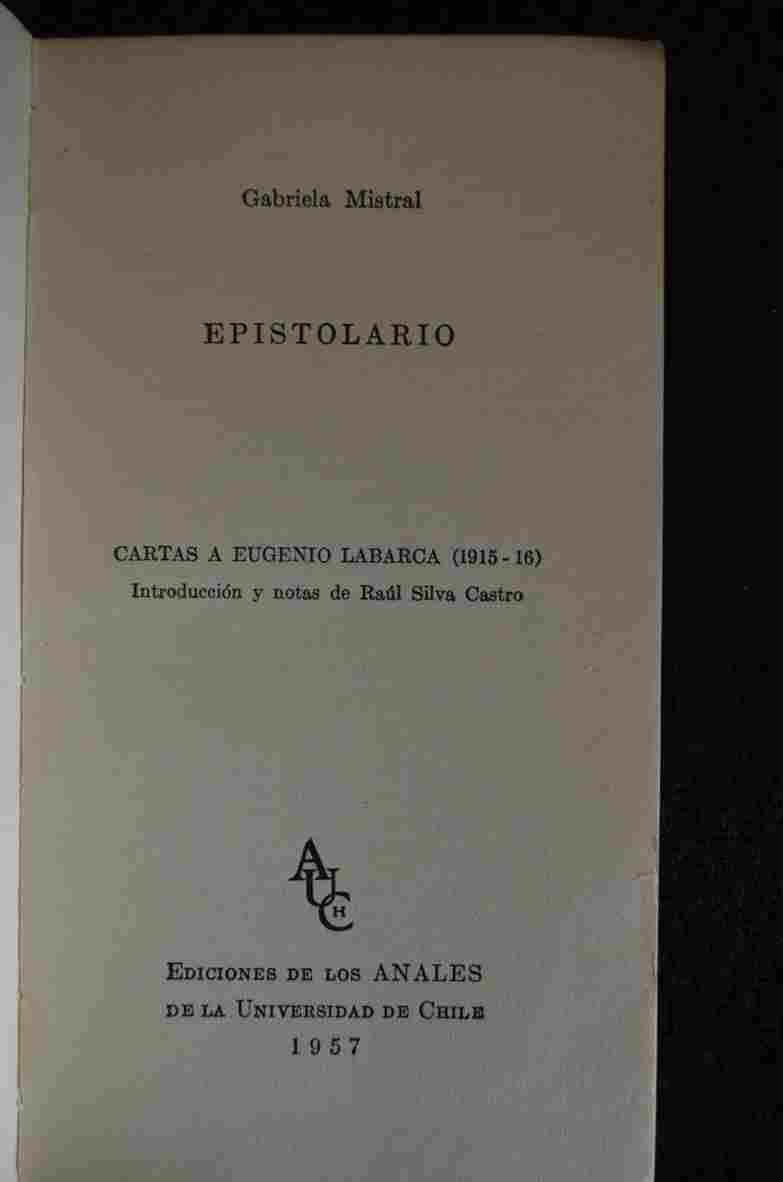 Gabriela Mistral
EPISTOLARIO
CARTAS A EUGENIO LABARCA (1915-16)
Introducción y notas de Raúl Silva Castro
AUCH
EDICIONES DE LOS ANALES
DE LA UNIVERSIDAD DE CHILE
1957